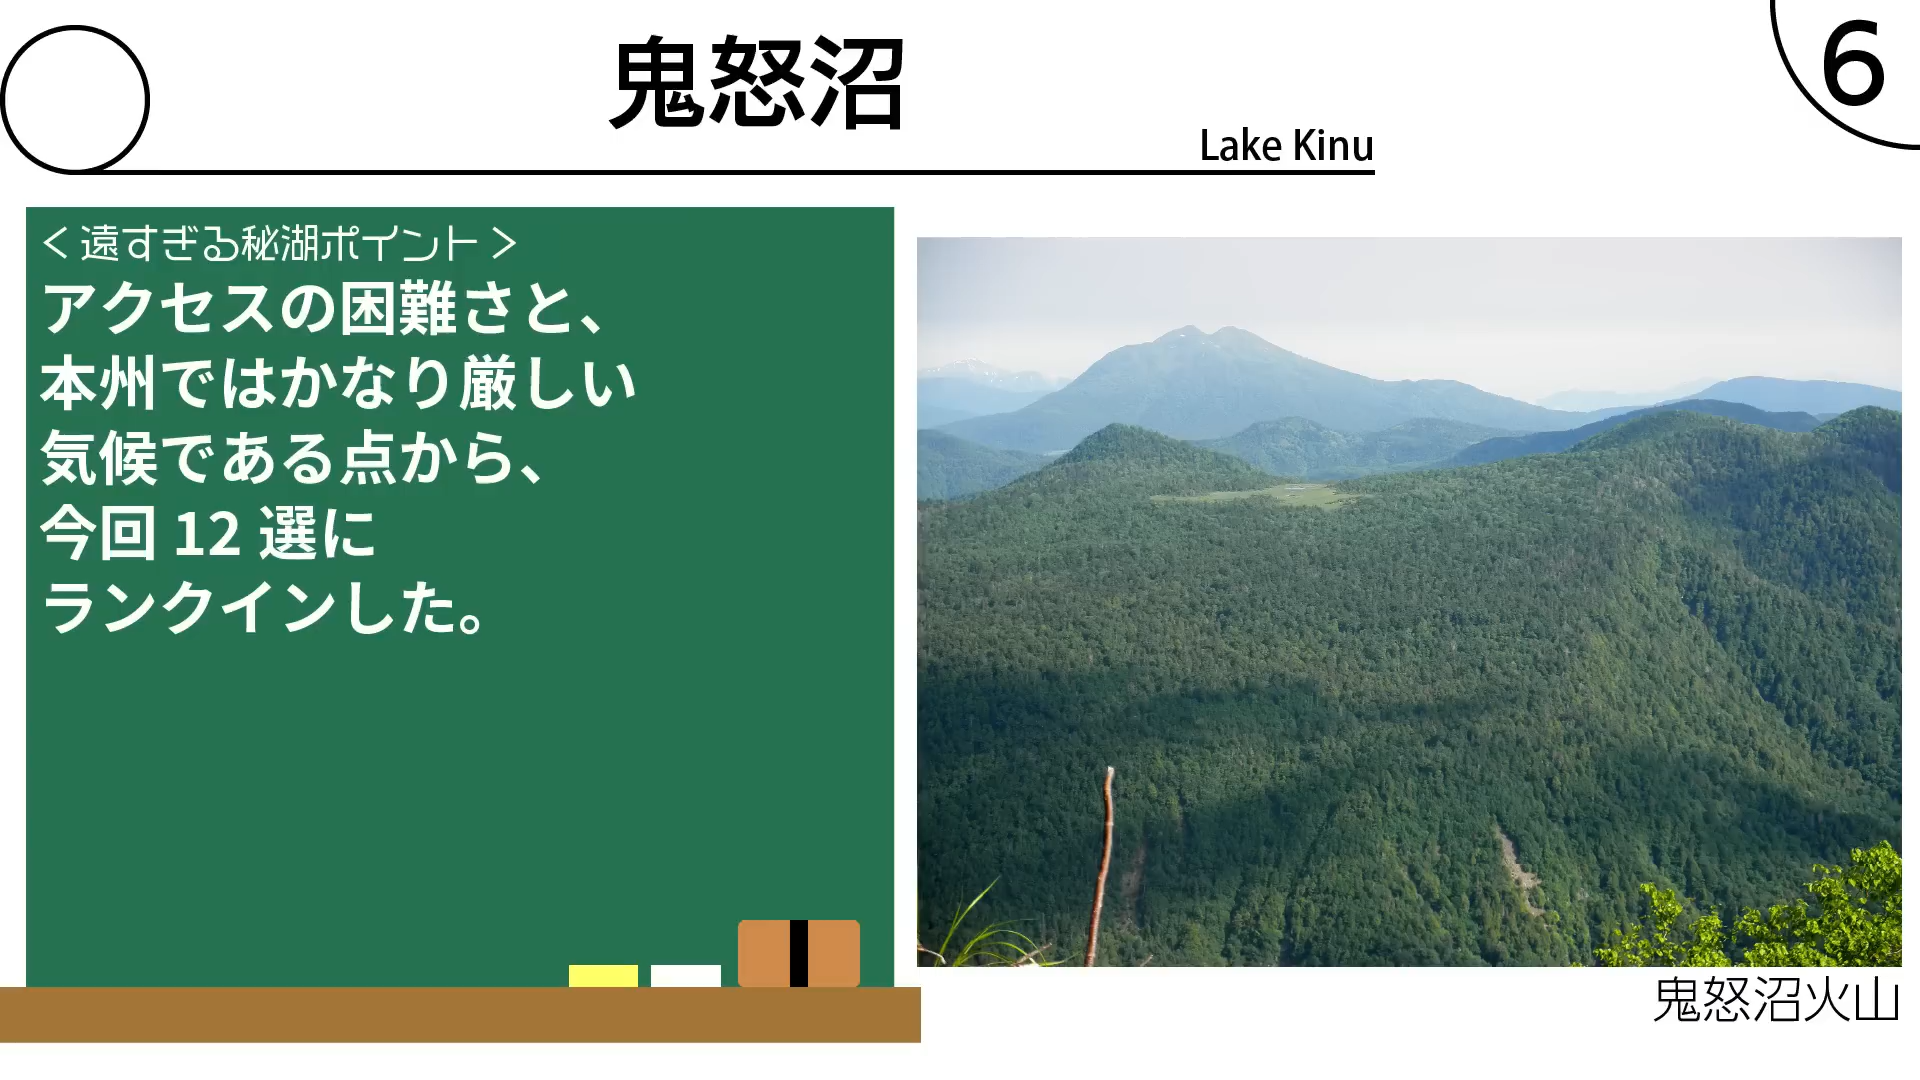 鬼怒沼
Lake Kinu
6
＜遠すぎる秘湖ポイント＞
アクセスの困難さと、
本州ではかなり厳しい
気候である点から、
今回 12 選に
ランクインした。
鬼怒沼火山